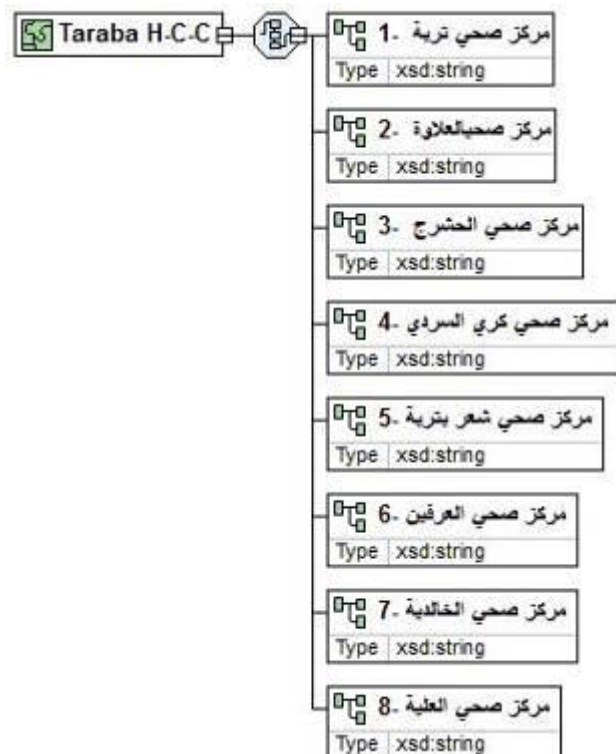 Taraba H-C-C
1- مركز صحي تربة
Type xsd:string
2- مركز صحيالعلاوة
Type xsd:string
3- مركز صحي الحشرج
Type xsd:string
4- مركز صحي كري السردي
Type xsd:string
5- مركز صحي شعر بتربة
Type xsd:string
6- مركز صحي العرفين
Type xsd:string
7- مركز صحي الخالدية
Type xsd:string
8- مركز صحي العلبة
Type xsd:string